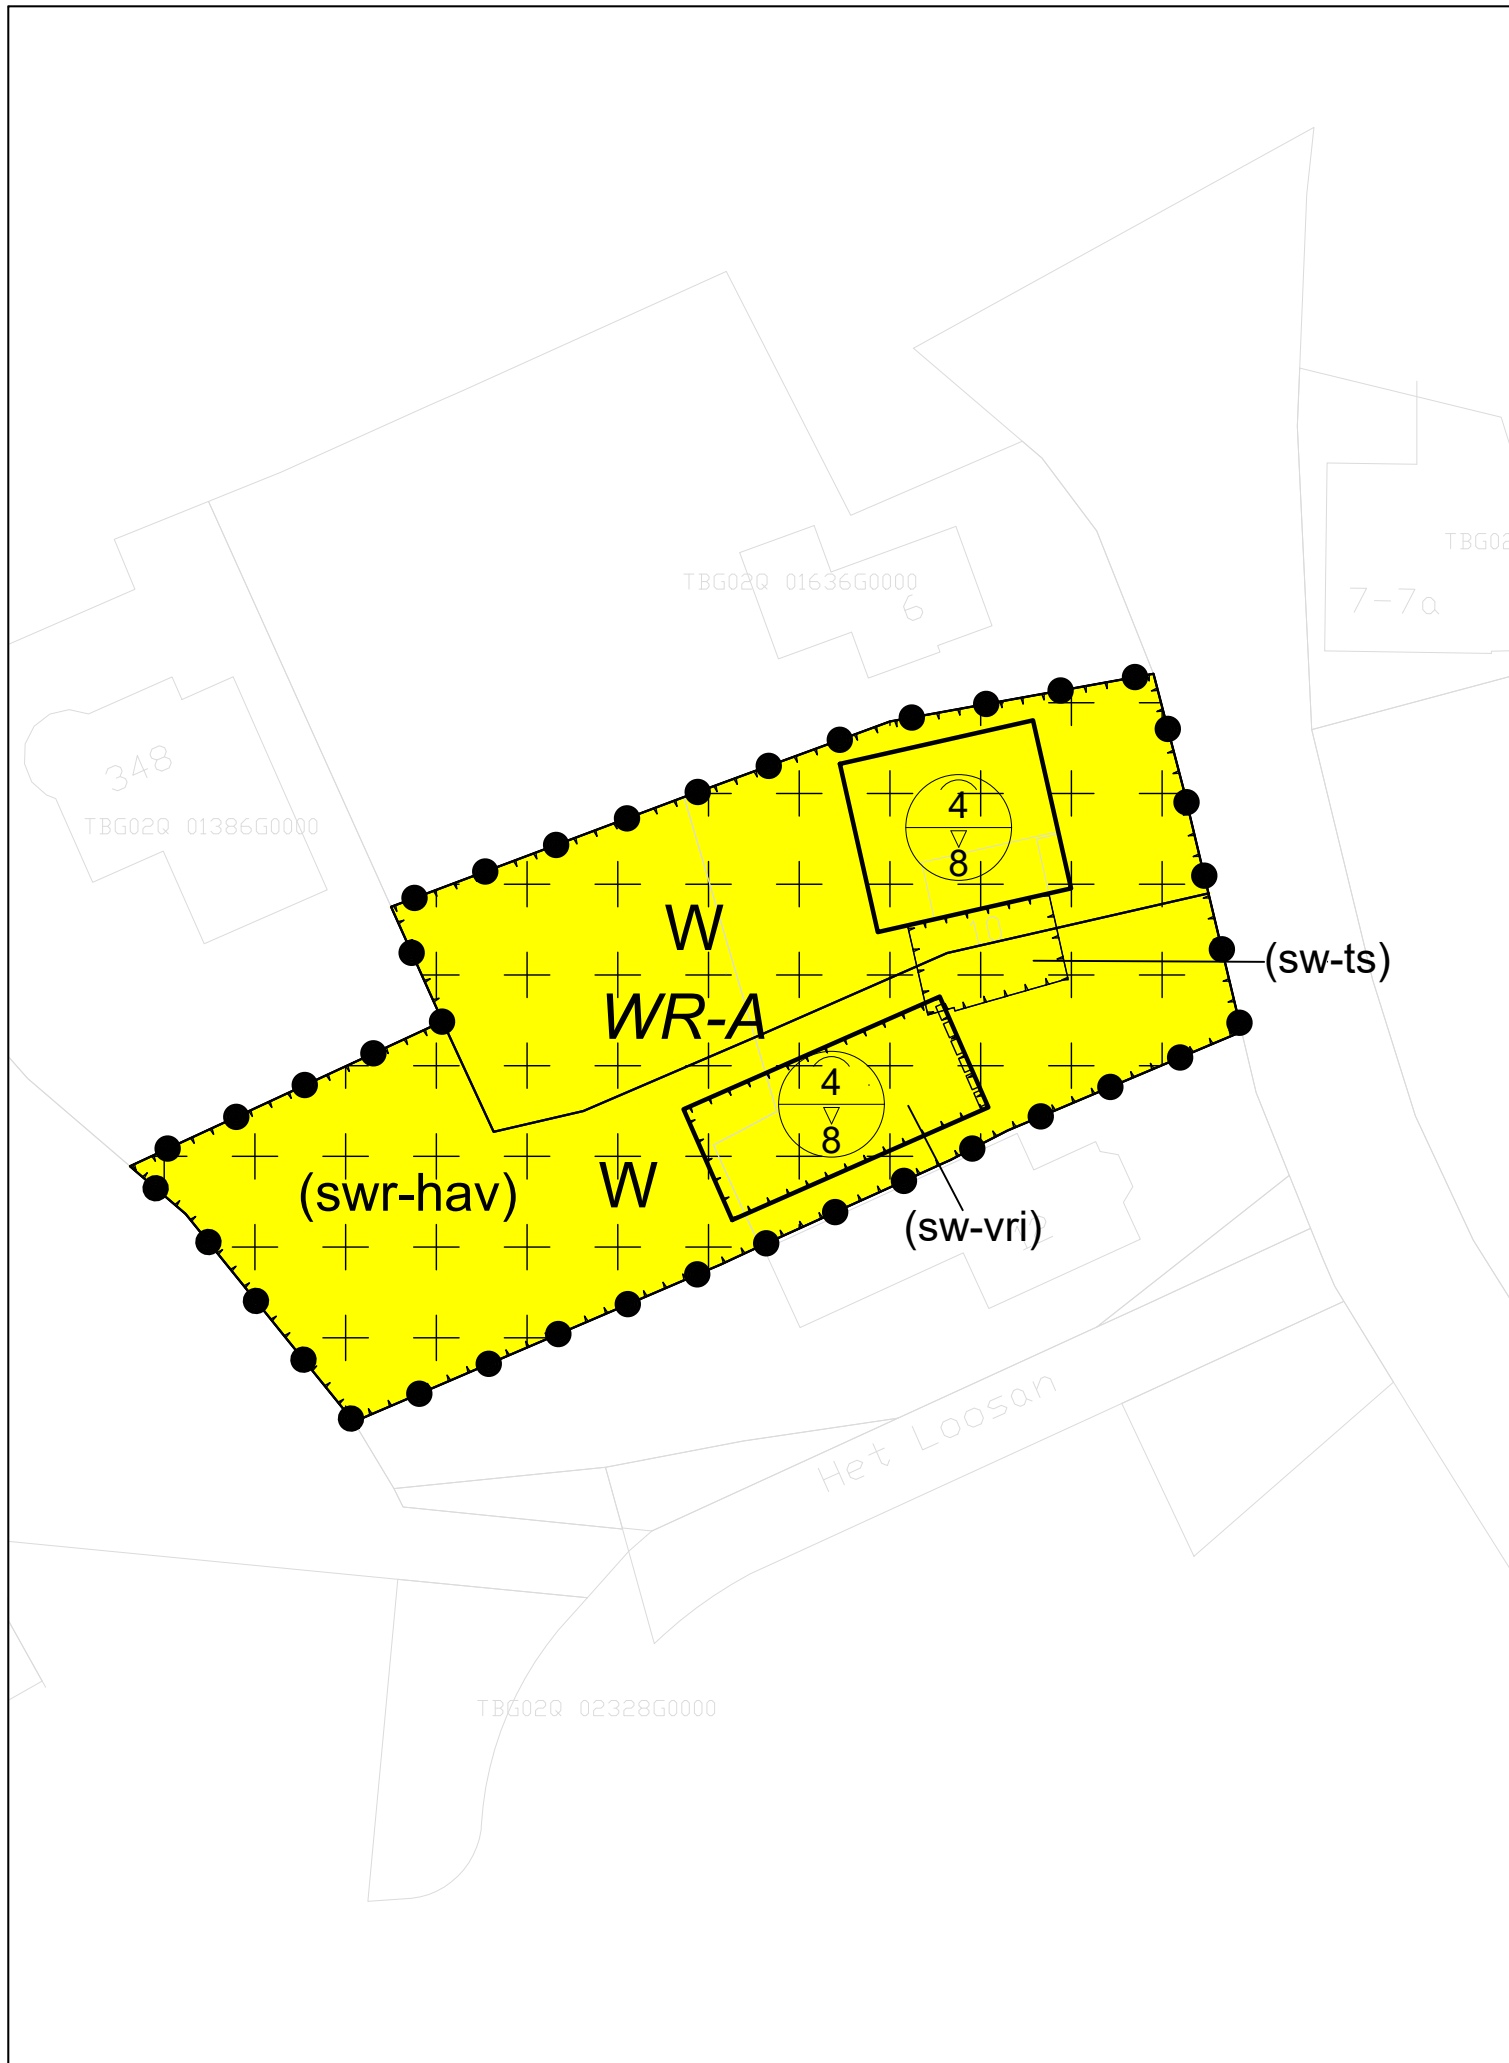 TBG02Q 01636G0000
6
TBG02
7-7a
348
TBG02Q 01386G0000
4
8
W
(sw-ts)
WR-A
4
8
(swr-hav)
W
(sw-vri)
Het Loosan
TBG02Q 02328G0000